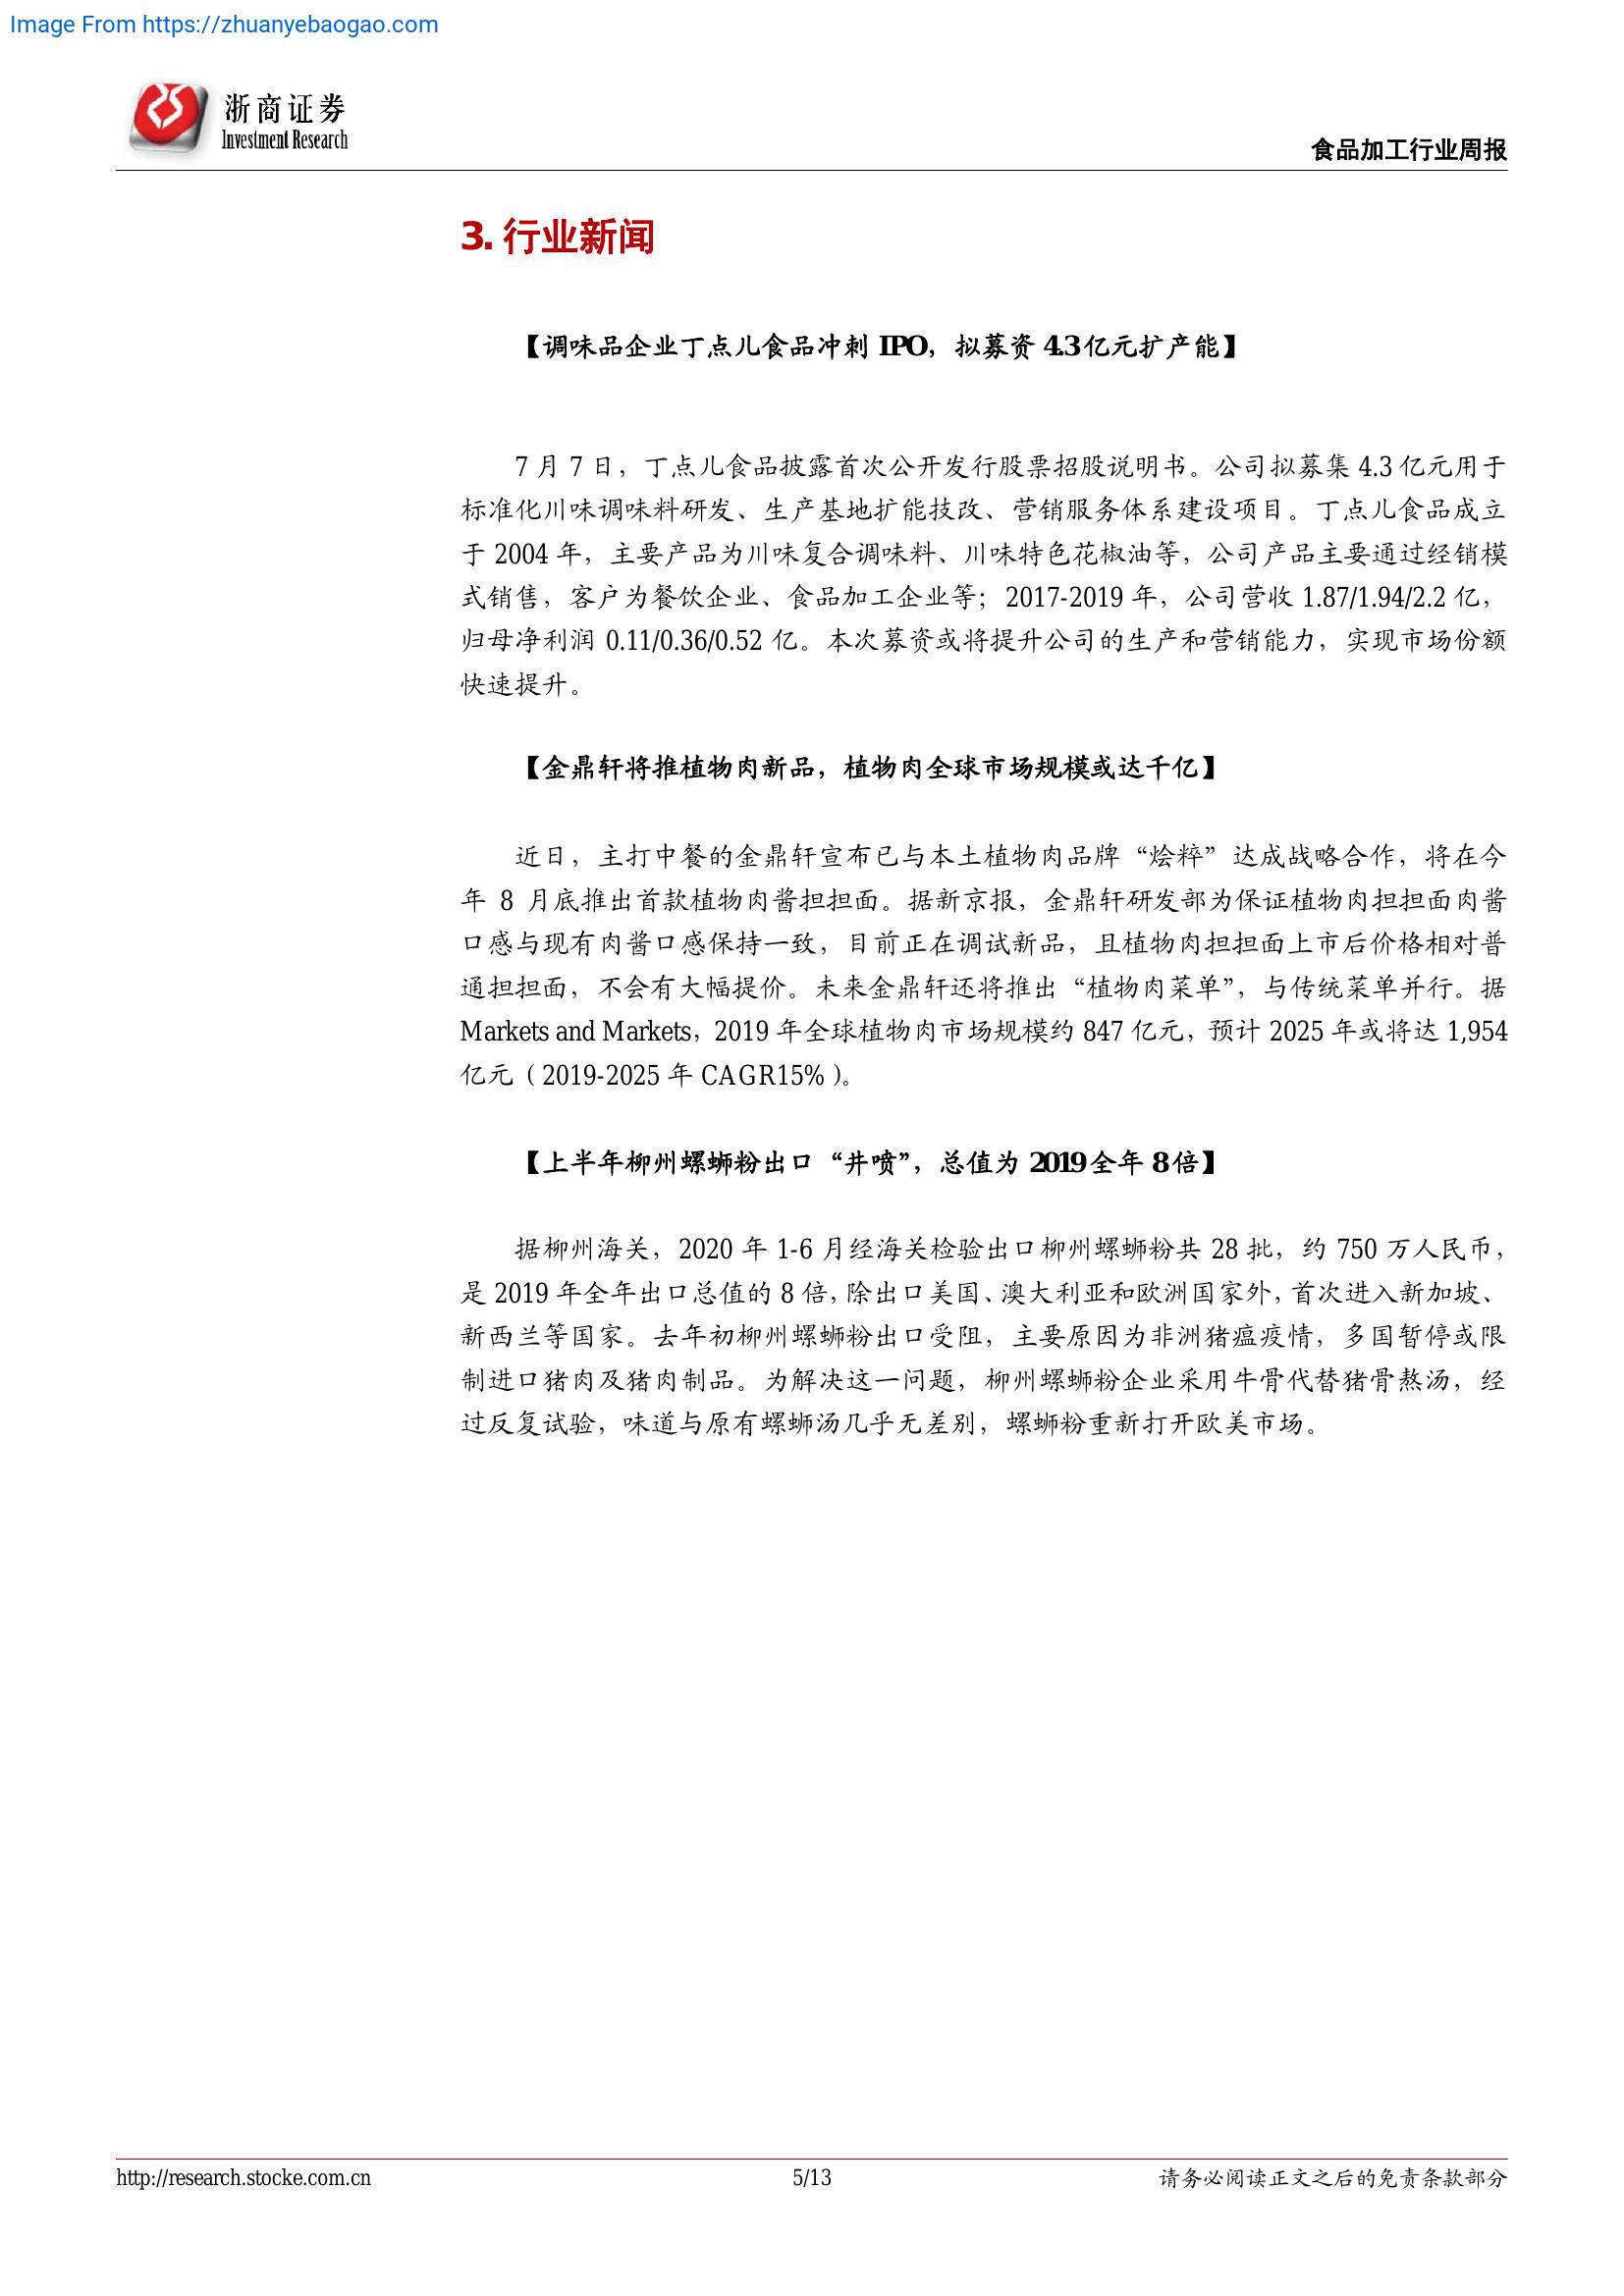 Image From https://zhuanyebaogao.com
浙商证券
Investment Research
食品加工行业周报
3. 行业新闻
【调味品企业丁点儿食品冲刺 IPO，拟募资 4.3 亿元扩产能】
7 月 7 日，丁点儿食品披露首次公开发行股票招股说明书。公司拟募集 4.3 亿元用于
标准化川味调味料研发、生产基地扩能技改、营销服务体系建设项目。丁点儿食品成立
于 2004 年，主要产品为川味复合调味料、川味特色花椒油等，公司产品主要通过经销模
式销售，客户为餐饮企业、食品加工企业等；2017-2019 年，公司营收 1.87/1.94/2.2 亿，
归母净利润 0.11/0.36/0.52 亿。本次募资或将提升公司的生产和营销能力，实现市场份额
快速提升。
【金鼎轩将推植物肉新品，植物肉全球市场规模或达千亿】
近日，主打中餐的金鼎轩宣布已与本土植物肉品牌“烩粹”达成战略合作，将在今
年 8 月底推出首款植物肉酱担担面。据新京报，金鼎轩研发部为保证植物肉担担面肉酱
口感与现有肉酱口感保持一致，目前正在调试新品，且植物肉担担面上市后价格相对普
通担担面，不会有大幅提价。未来金鼎轩还将推出“植物肉菜单”，与传统菜单并行。据
Markets and Markets，2019 年全球植物肉市场规模约 847 亿元，预计 2025 年或将达 1,954
亿元（2019-2025 年 CAGR15%）。
【上半年柳州螺蛳粉出口“井喷”，总值为 2019 全年 8 倍】
据柳州海关，2020 年 1-6 月经海关检验出口柳州螺蛳粉共 28 批，约 750 万人民币，
是 2019 年全年出口总值的 8 倍，除出口美国、澳大利亚和欧洲国家外，首次进入新加坡、
新西兰等国家。去年初柳州螺蛳粉出口受阻，主要原因为非洲猪瘟疫情，多国暂停或限
制进口猪肉及猪肉制品。为解决这一问题，柳州螺蛳粉企业采用牛骨代替猪骨熬汤，经
过反复试验，味道与原有螺蛳汤几乎无差别，螺蛳粉重新打开欧美市场。
http://research.stocke.com.cn
5/13
请务必阅读正文之后的免责条款部分